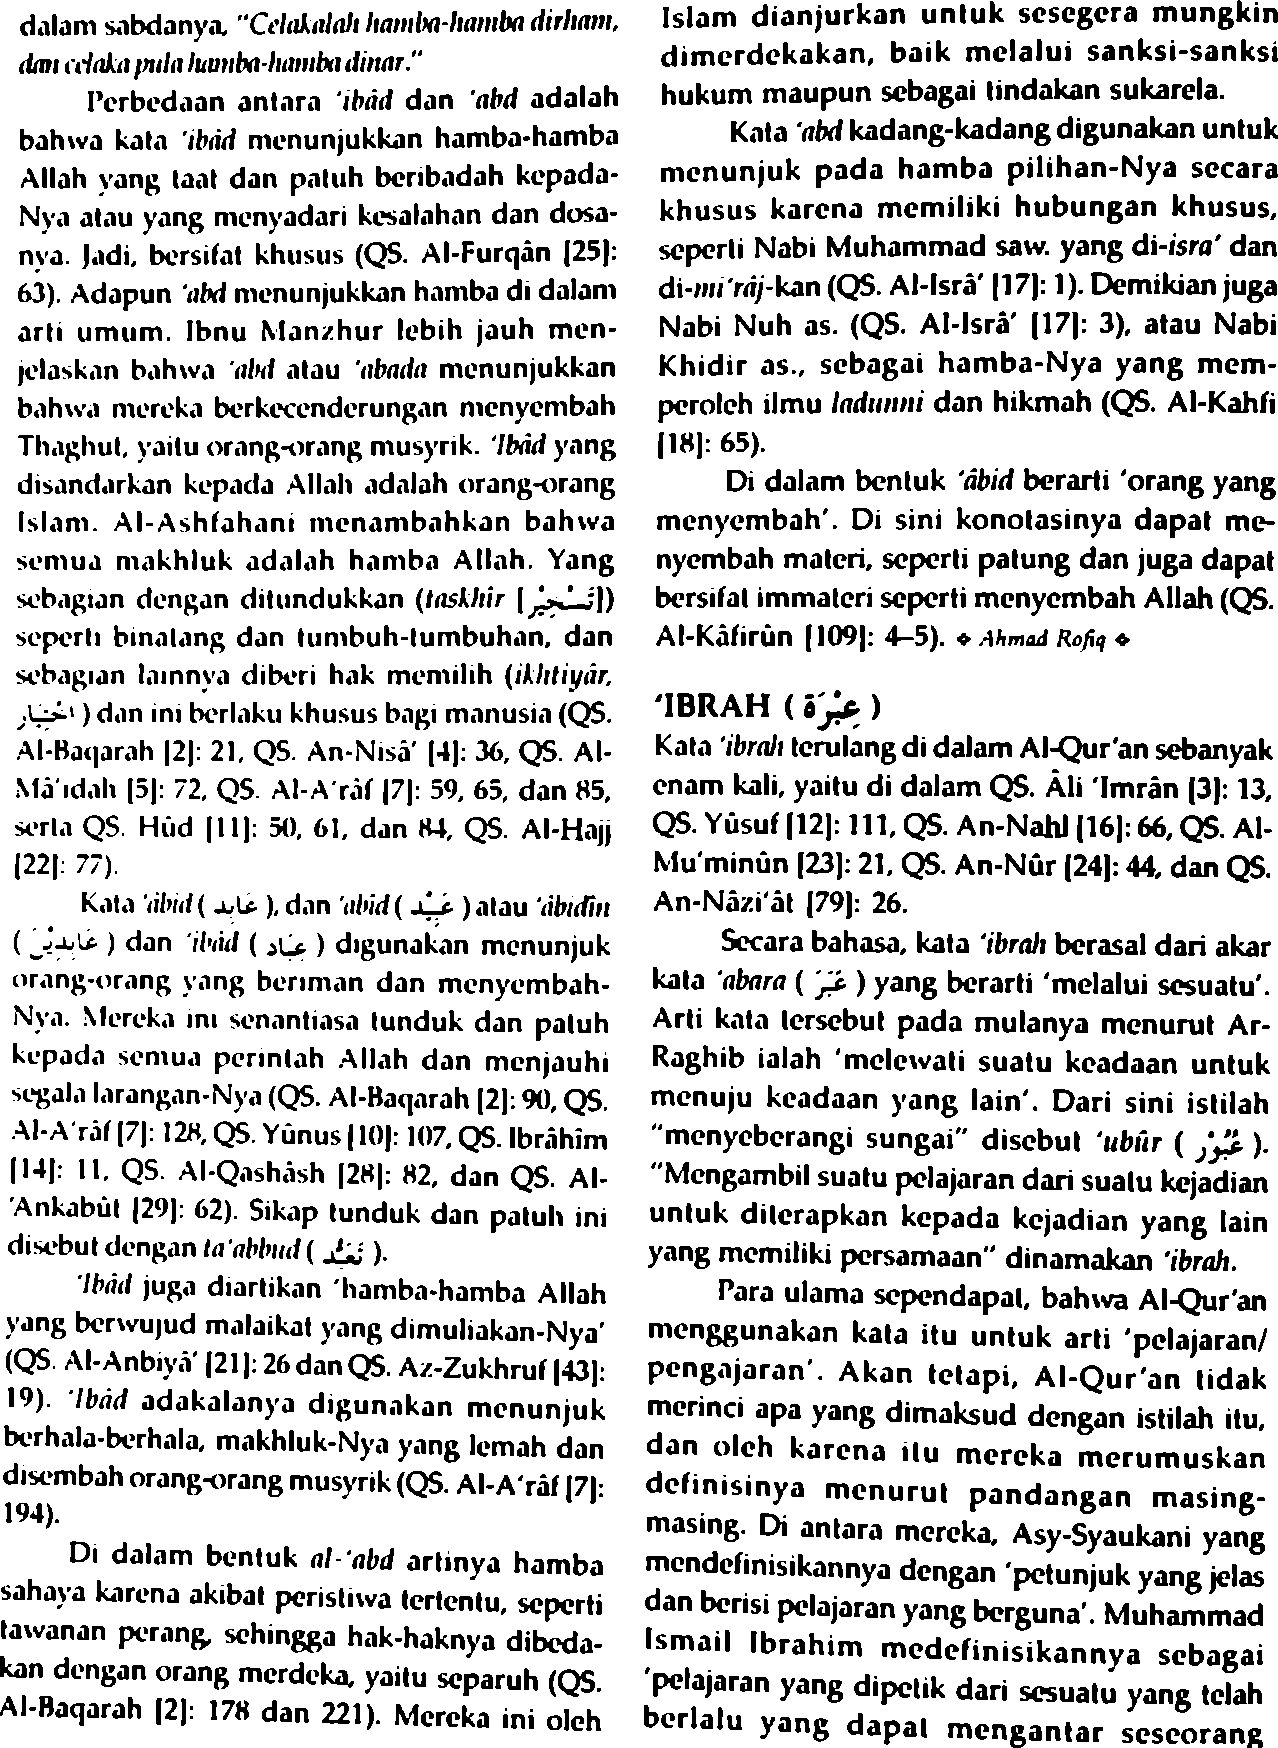 dalam sabdanya, "Celakalah hamba-hamba dirham,
dan celaka pula hamba-hamba dinar."
Perbedaan antara 'ibâd dan 'abd adalah
bahwa kata 'ibâd menunjukkan hamba-hamba
Allah yang taat dan patuh beribadah kepada-
Nya atau yang menyadari kesalahan dan dosa-
nya. Jadi, bersifat khusus (QS. Al-Furqân [25]:
63). Adapun 'abd menunjukkan hamba di dalam
arti umum. Ibnu Manzhur lebih jauh men-
jelaskan bahwa 'abd atau 'abada menunjukkan
bahwa mereka berkecenderungan menyembah
Thaghut, yaitu orang-orang musyrik. 'Ibâd yang
disandarkan kepada Allah adalah orang-orang
Islam. Al-Ashfahani menambahkan bahwa
semua makhluk adalah hamba Allah. Yang
sebagian dengan ditundukkan (taskhîr [تَسْخِيْر])
seperti binatang dan tumbuh-tumbuhan, dan
sebagian lainnya diberi hak memilih (ikhtiyâr,
اخْتِيَار ) dan ini berlaku khusus bagi manusia (QS.
Al-Baqarah [2]: 21, QS. An-Nisâ' [4]: 36, QS. Al-
Mâ'idah [5]: 72, QS. Al-A'râf [7]: 59, 65, dan 85,
serta QS. Hûd [11]: 50, 61, dan 84, QS. Al-Hajj
[22]: 77).
Kata 'âbid ( عَابِد ), dan 'abîd ( عَبِيْد ) atau 'âbidîn
( عَابِدِيْنَ ) dan 'ibâd ( عِبَاد ) digunakan menunjuk
orang-orang yang beriman dan menyembah-
Nya. Mereka ini senantiasa tunduk dan patuh
kepada semua perintah Allah dan menjauhi
segala larangan-Nya (QS. Al-Baqarah [2]: 90, QS.
Al-A'râf [7]: 128, QS. Yûnus [10]: 107, QS. Ibrâhîm
[14]: 11, QS. Al-Qashâsh [28]: 82, dan QS. Al-
'Ankabût [29]: 62). Sikap tunduk dan patuh ini
disebut dengan ta'abbud ( تَعَبُّد ).
'Ibâd juga diartikan 'hamba-hamba Allah
yang berwujud malaikat yang dimuliakan-Nya'
(QS. Al-Anbiyâ' [21]: 26 dan QS. Az-Zukhruf [43]:
19). 'Ibâd adakalanya digunakan menunjuk
berhala-berhala, makhluk-Nya yang lemah dan
disembah orang-orang musyrik (QS. Al-A'râf [7]:
194).
Di dalam bentuk al-'abd artinya hamba
sahaya karena akibat peristiwa tertentu, seperti
tawanan perang, sehingga hak-haknya dibeda-
kan dengan orang merdeka, yaitu separuh (QS.
Al-Baqarah [2]: 178 dan 221). Mereka ini oleh
Islam dianjurkan untuk sesegera mungkin
dimerdekakan, baik melalui sanksi-sanksi
hukum maupun sebagai tindakan sukarela.
Kata 'abd kadang-kadang digunakan untuk
menunjuk pada hamba pilihan-Nya secara
khusus karena memiliki hubungan khusus,
seperti Nabi Muhammad saw. yang di-isra' dan
di-mi'râj-kan (QS. Al-Isrâ' [17]: 1). Demikian juga
Nabi Nuh as. (QS. Al-Isrâ' [17]: 3), atau Nabi
Khidir as., sebagai hamba-Nya yang mem-
peroleh ilmu ladunni dan hikmah (QS. Al-Kahfi
[18]: 65).
Di dalam bentuk 'âbid berarti 'orang yang
menyembah'. Di sini konotasinya dapat me-
nyembah materi, seperti patung dan juga dapat
bersifat immateri seperti menyembah Allah (QS.
Al-Kâfirûn [109]: 4–5). ❖ Ahmad Rofiq ❖
'IBRAH ( عِبْرَة )
Kata 'ibrah terulang di dalam Al-Qur'an sebanyak
enam kali, yaitu di dalam QS. Âli 'Imrân [3]: 13,
QS. Yûsuf [12]: 111, QS. An-Nahl [16]: 66, QS. Al-
Mu'minûn [23]: 21, QS. An-Nûr [24]: 44, dan QS.
An-Nâzi'ât [79]: 26.
Secara bahasa, kata 'ibrah berasal dari akar
kata 'abara ( عَبَرَ ) yang berarti 'melalui sesuatu'.
Arti kata tersebut pada mulanya menurut Ar-
Raghib ialah 'melewati suatu keadaan untuk
menuju keadaan yang lain'. Dari sini istilah
"menyeberangi sungai" disebut 'ubûr ( عُبُوْر ).
"Mengambil suatu pelajaran dari suatu kejadian
untuk diterapkan kepada kejadian yang lain
yang memiliki persamaan" dinamakan 'ibrah.
Para ulama sependapat, bahwa Al-Qur'an
menggunakan kata itu untuk arti 'pelajaran/
pengajaran'. Akan tetapi, Al-Qur'an tidak
merinci apa yang dimaksud dengan istilah itu,
dan oleh karena itu mereka merumuskan
definisinya menurut pandangan masing-
masing. Di antara mereka, Asy-Syaukani yang
mendefinisikannya dengan 'petunjuk yang jelas
dan berisi pelajaran yang berguna'. Muhammad
Ismail Ibrahim medefinisikannya sebagai
'pelajaran yang dipetik dari sesuatu yang telah
berlalu yang dapat mengantar seseorang